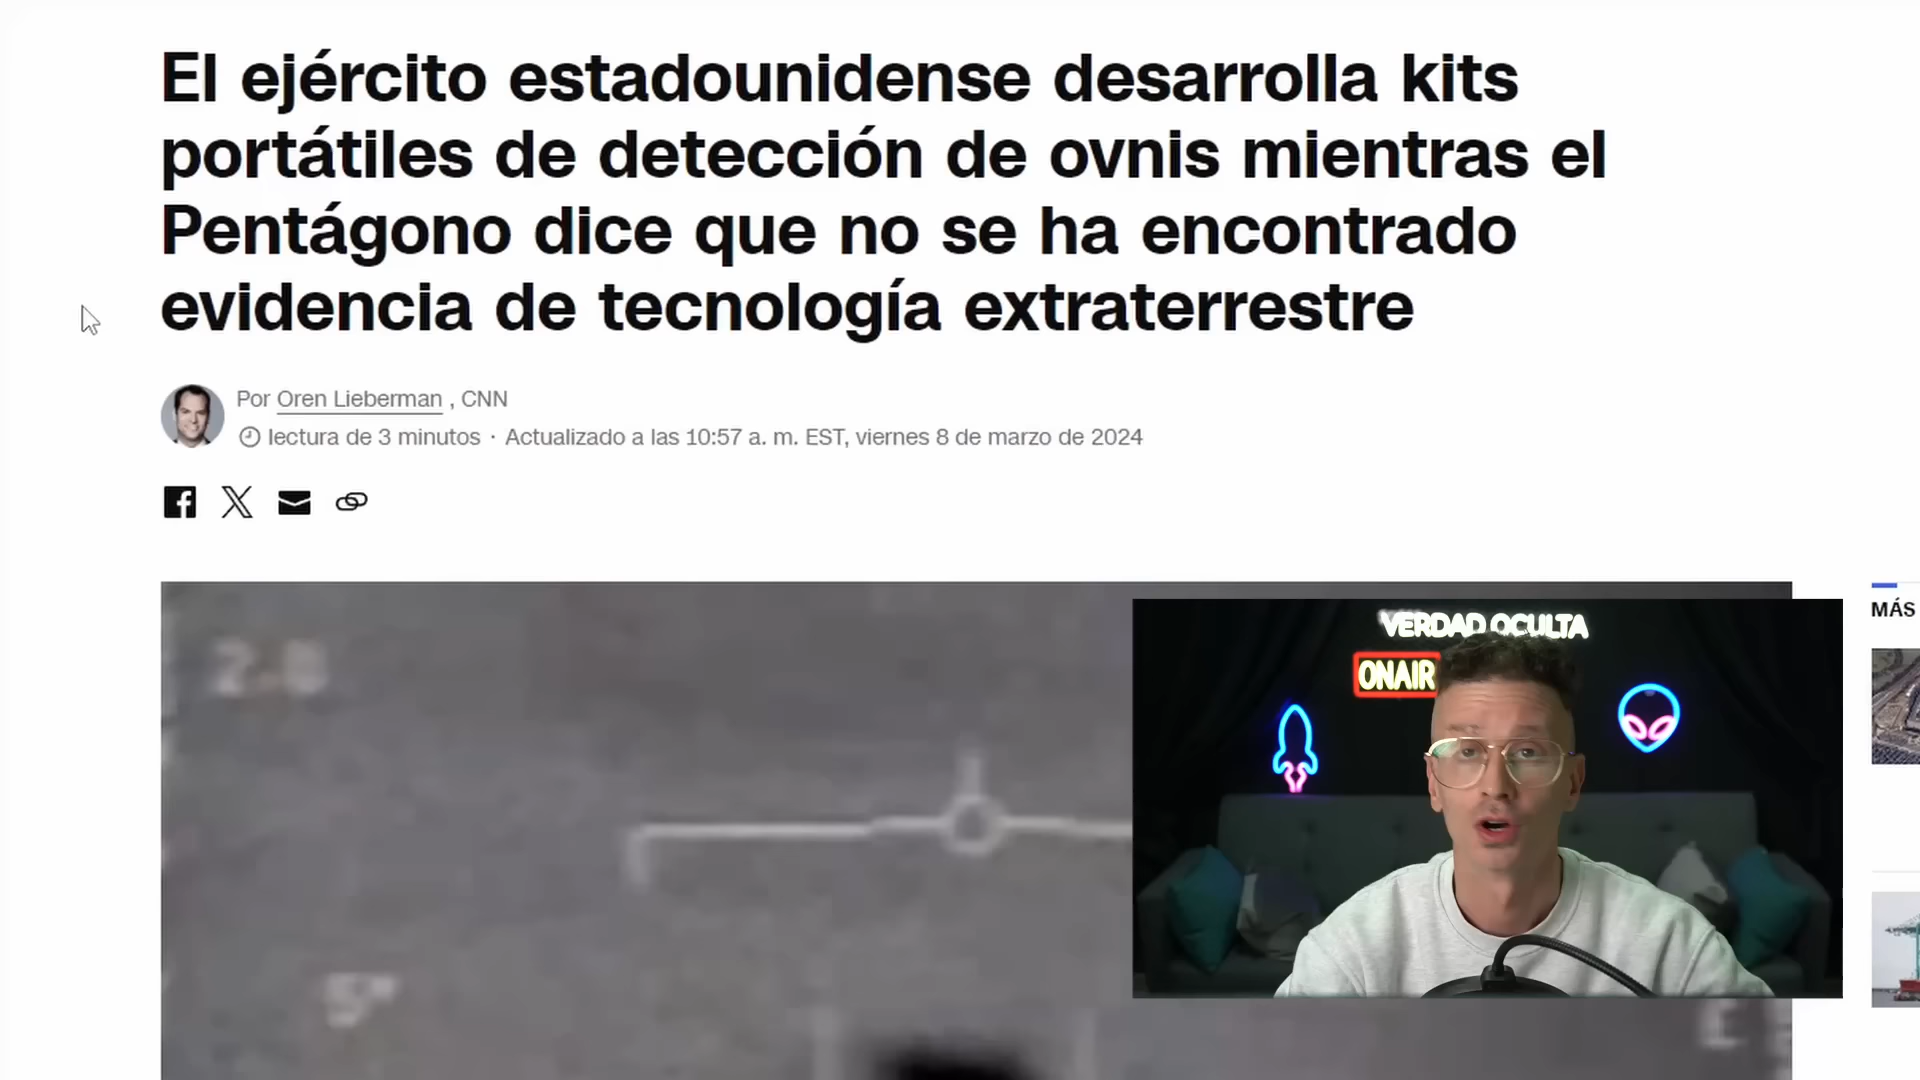 El ejército estadounidense desarrolla kits
portátiles de detección de ovnis mientras el
Pentágono dice que no se ha encontrado
evidencia de tecnología extraterrestre
Por Oren Lieberman , CNN
lectura de 3 minutos · Actualizado a las 10:57 a. m. EST, viernes 8 de marzo de 2024
MÁS
VERDAD OCULTA
ONAIR
5°